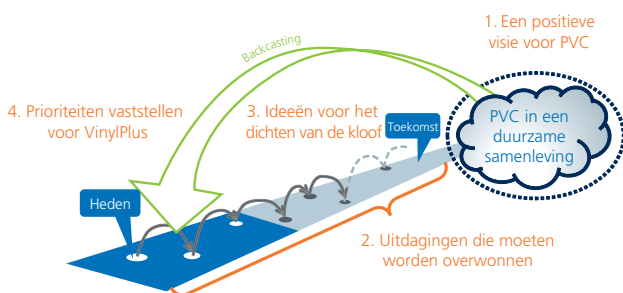 1. Een positieve
visie voor PVC
Backcasting
4. Prioriteiten vaststellen
voor VinylPlus
3. Ideeën voor het
dichten van de kloof
Toekomst
PVC in een
duurzame
samenleving
Heden
2. Uitdagingen die moeten
worden overwonnen